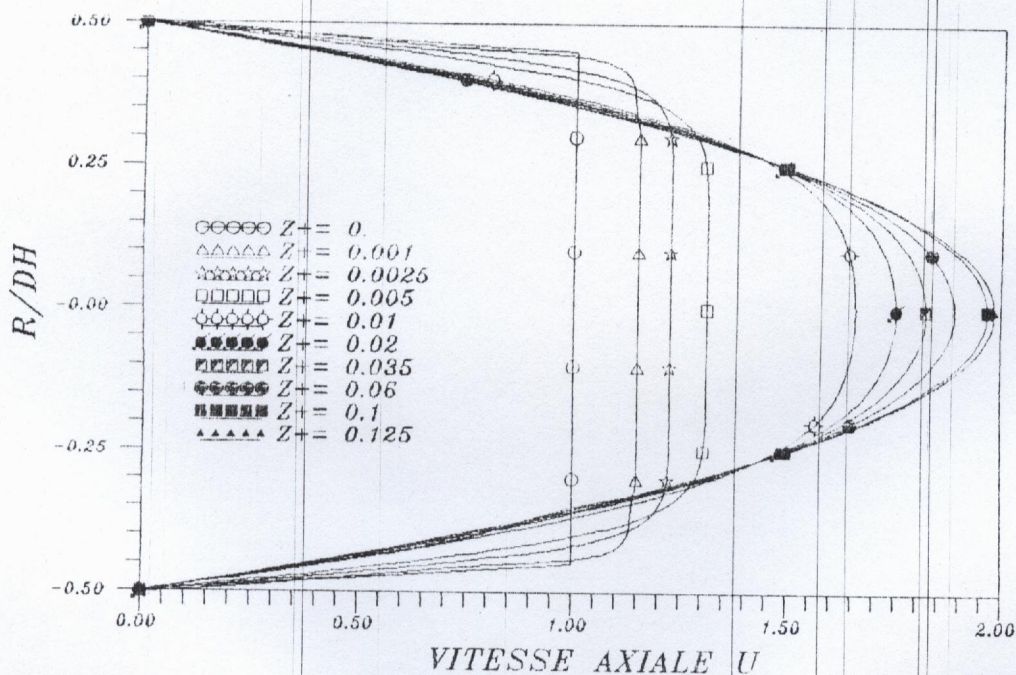 0.50
0.25
-0.00
-0.25
-0.50
R/DH
Z+= 0.
Z+= 0.001
Z+= 0.0025
Z+= 0.005
Z+= 0.01
Z+= 0.02
Z+= 0.035
Z+= 0.06
Z+= 0.1
Z+= 0.125
0.00 0.50 1.00 1.50 2.00
VITESSE AXIALE U